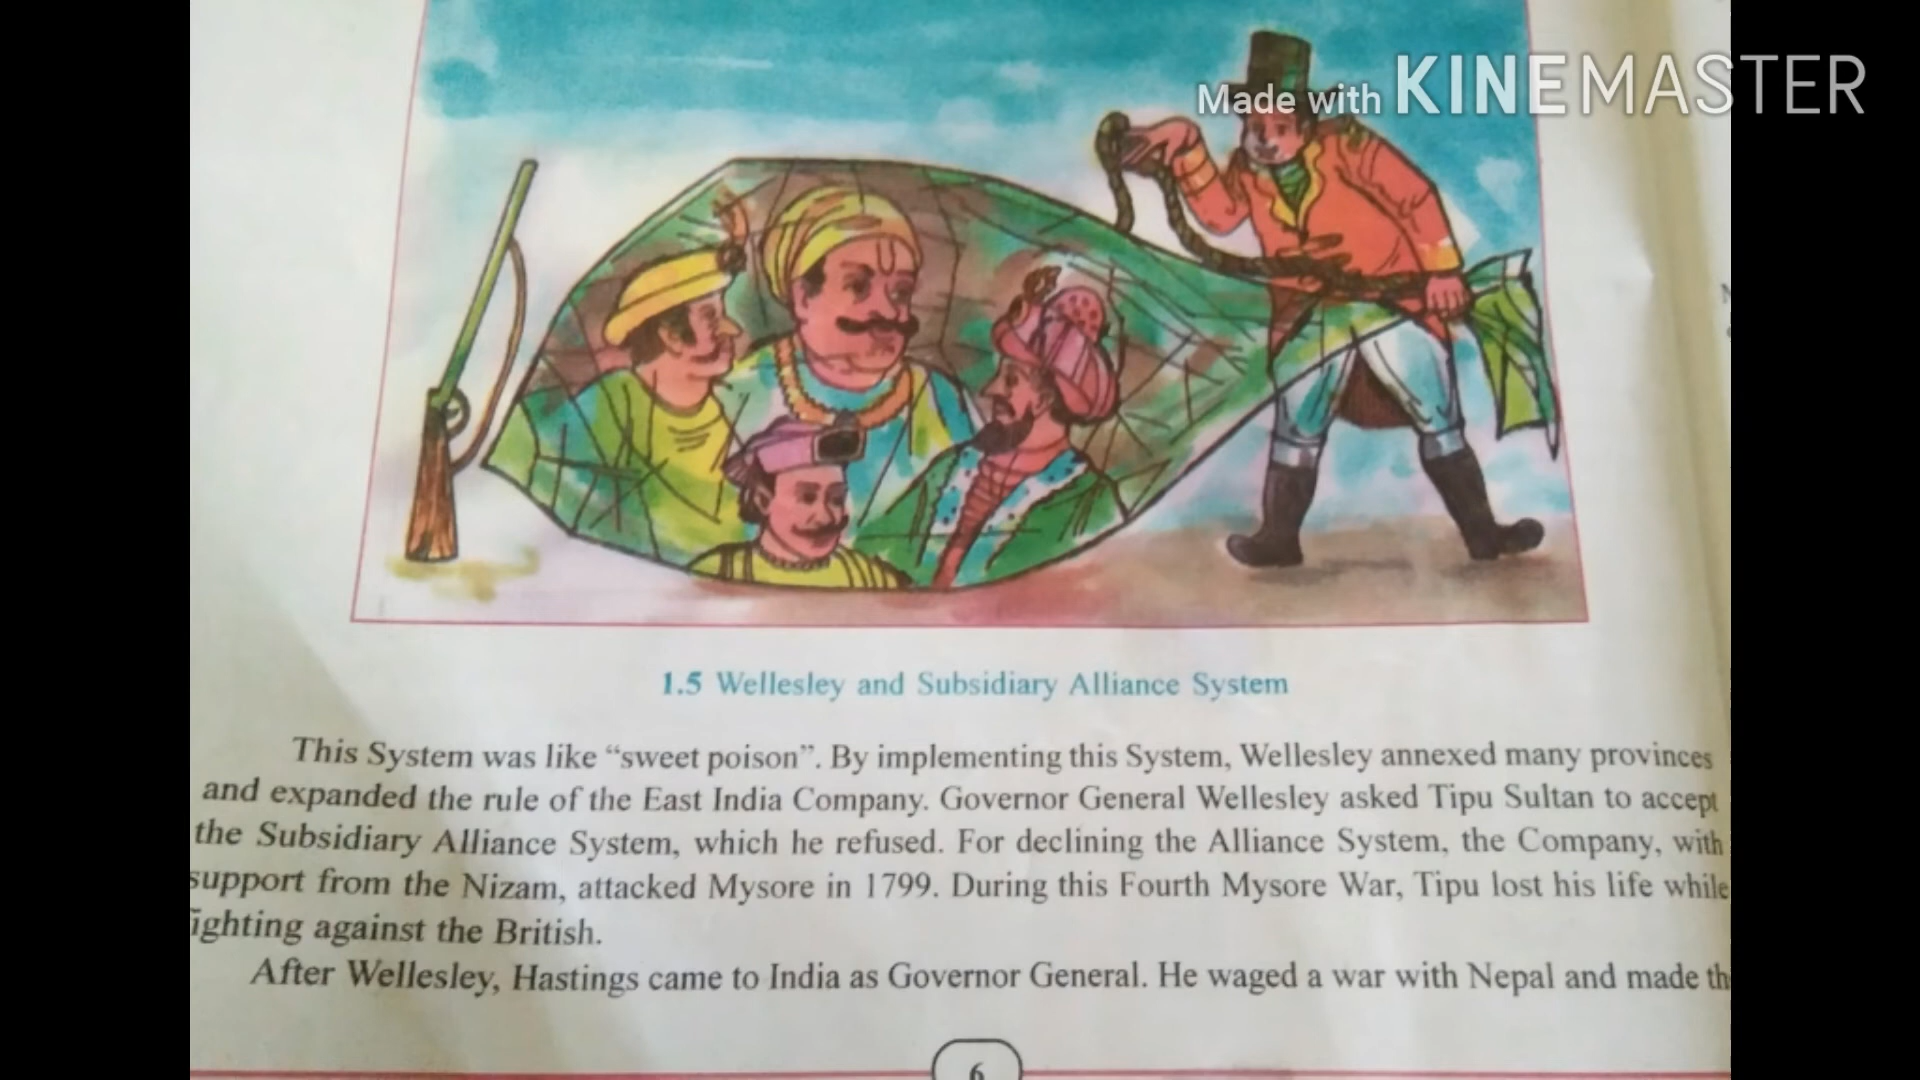 Made with KINEMASTER
1.5 Wellesley and Subsidiary Alliance System
This System was like “sweet poison”. By implementing this System, Wellesley annexed many provinces
and expanded the rule of the East India Company. Governor General Wellesley asked Tipu Sultan to accept
the Subsidiary Alliance System, which he refused. For declining the Alliance System, the Company, with
support from the Nizam, attacked Mysore in 1799. During this Fourth Mysore War, Tipu lost his life while
ighting against the British.
After Wellesley, Hastings came to India as Governor General. He waged a war with Nepal and made th
6